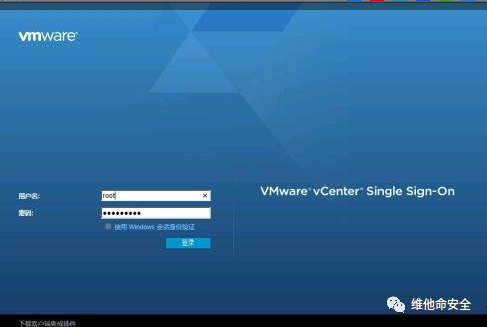 vmware
用户名:
root
密码:
使用 Windows 会话身份验证
登录
VMware® vCenter™ Single Sign-On
维他命安全
下载客户端集成插件